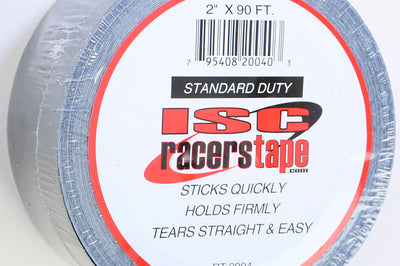 2" X 90 FT.
7 95408 20040 3
STANDARD DUTY
ISC
racerstape
.com
STICKS QUICKLY
HOLDS FIRMLY
TEARS STRAIGHT & EASY